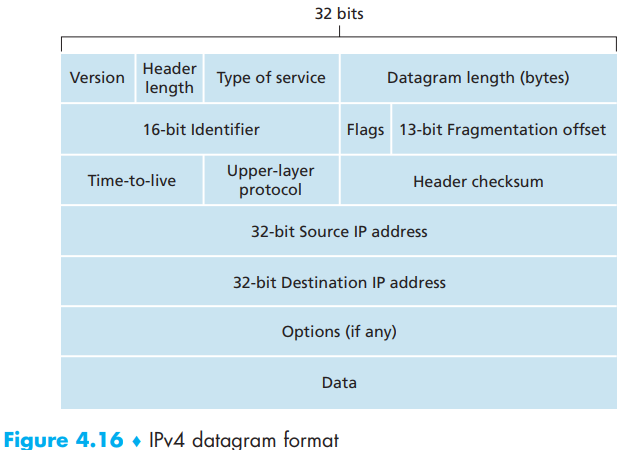 32 bits
Version
Header
length
Type of service
Datagram length (bytes)
16-bit Identifier
Flags
13-bit Fragmentation offset
Time-to-live
Upper-layer
protocol
Header checksum
32-bit Source IP address
32-bit Destination IP address
Options (if any)
Data
Figure 4.16 ♦ IPv4 datagram format